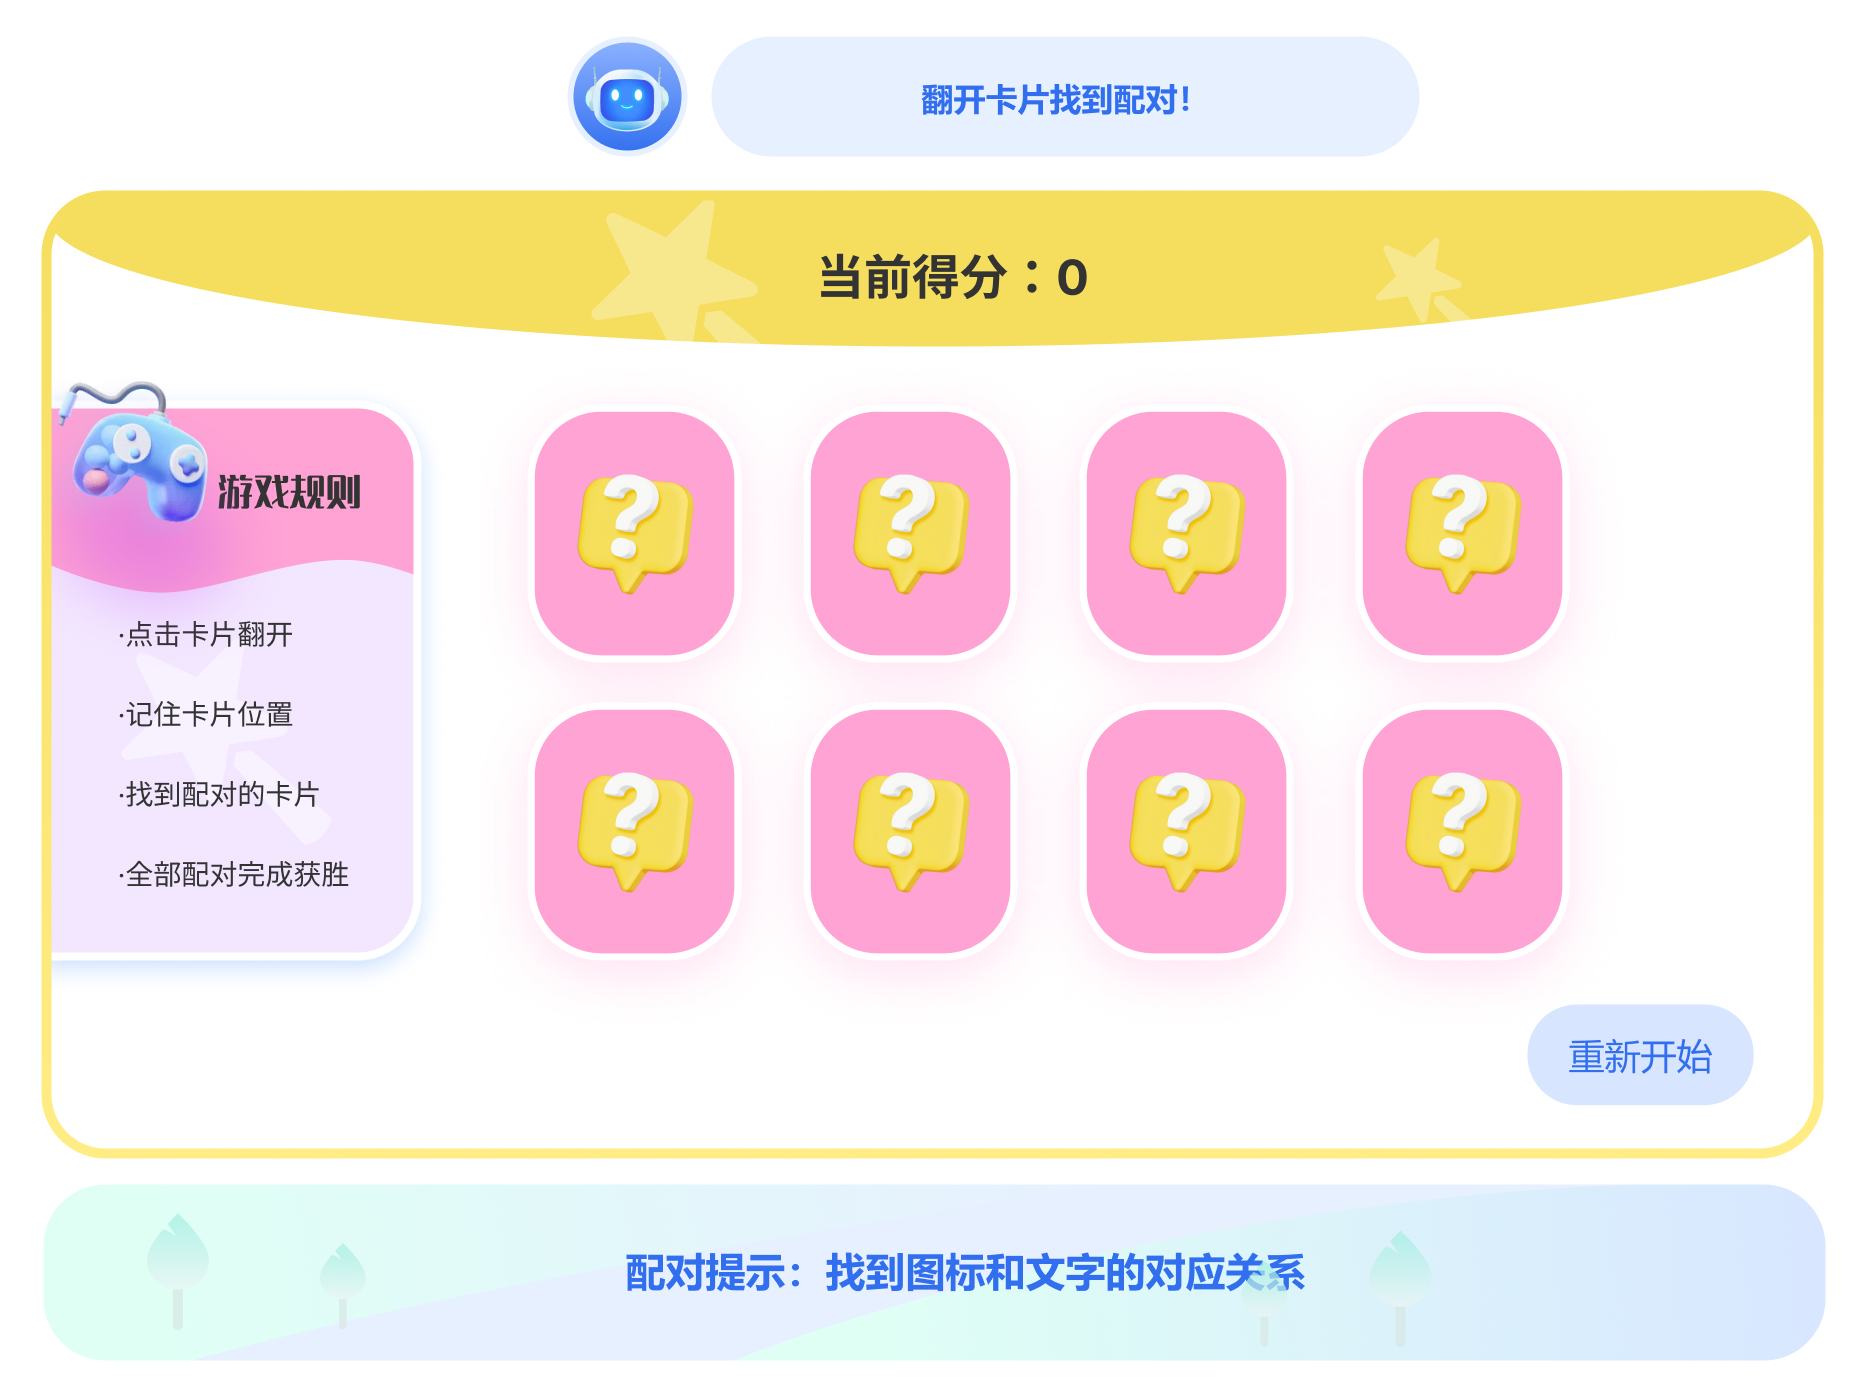 翻开卡片找到配对！
当前得分：0
游戏规则
·点击卡片翻开
·记住卡片位置
·找到配对的卡片
·全部配对完成获胜
?
?
?
?
?
?
?
?
重新开始
配对提示：找到图标和文字的对应关系